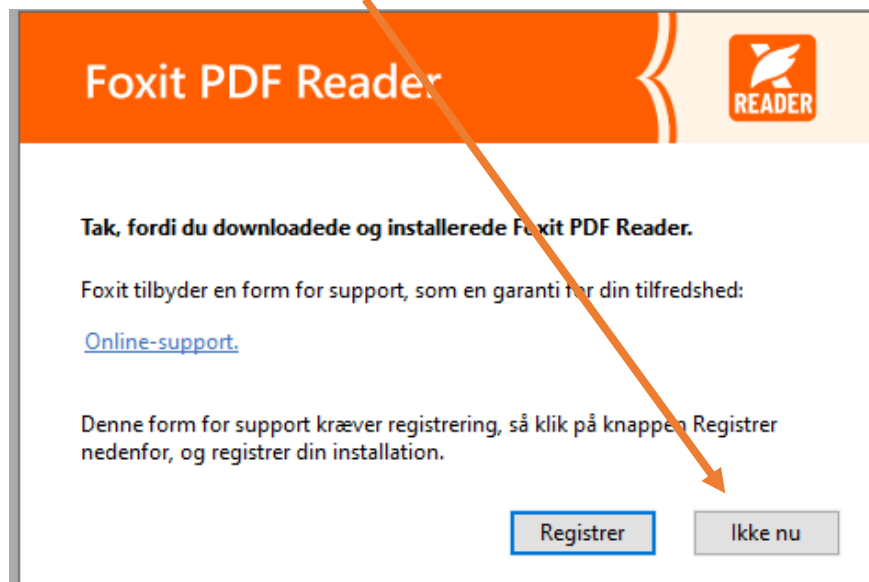 Foxit PDF Reader
READER
Tak, fordi du downloadede og installerede Foxit PDF Reader.
Foxit tilbyder en form for support, som en garanti for din tilfredshed:
Online-support.
Denne form for support kræver registrering, så klik på knappen Registrer
nedenfor, og registrer din installation.
Registrer
Ikke nu